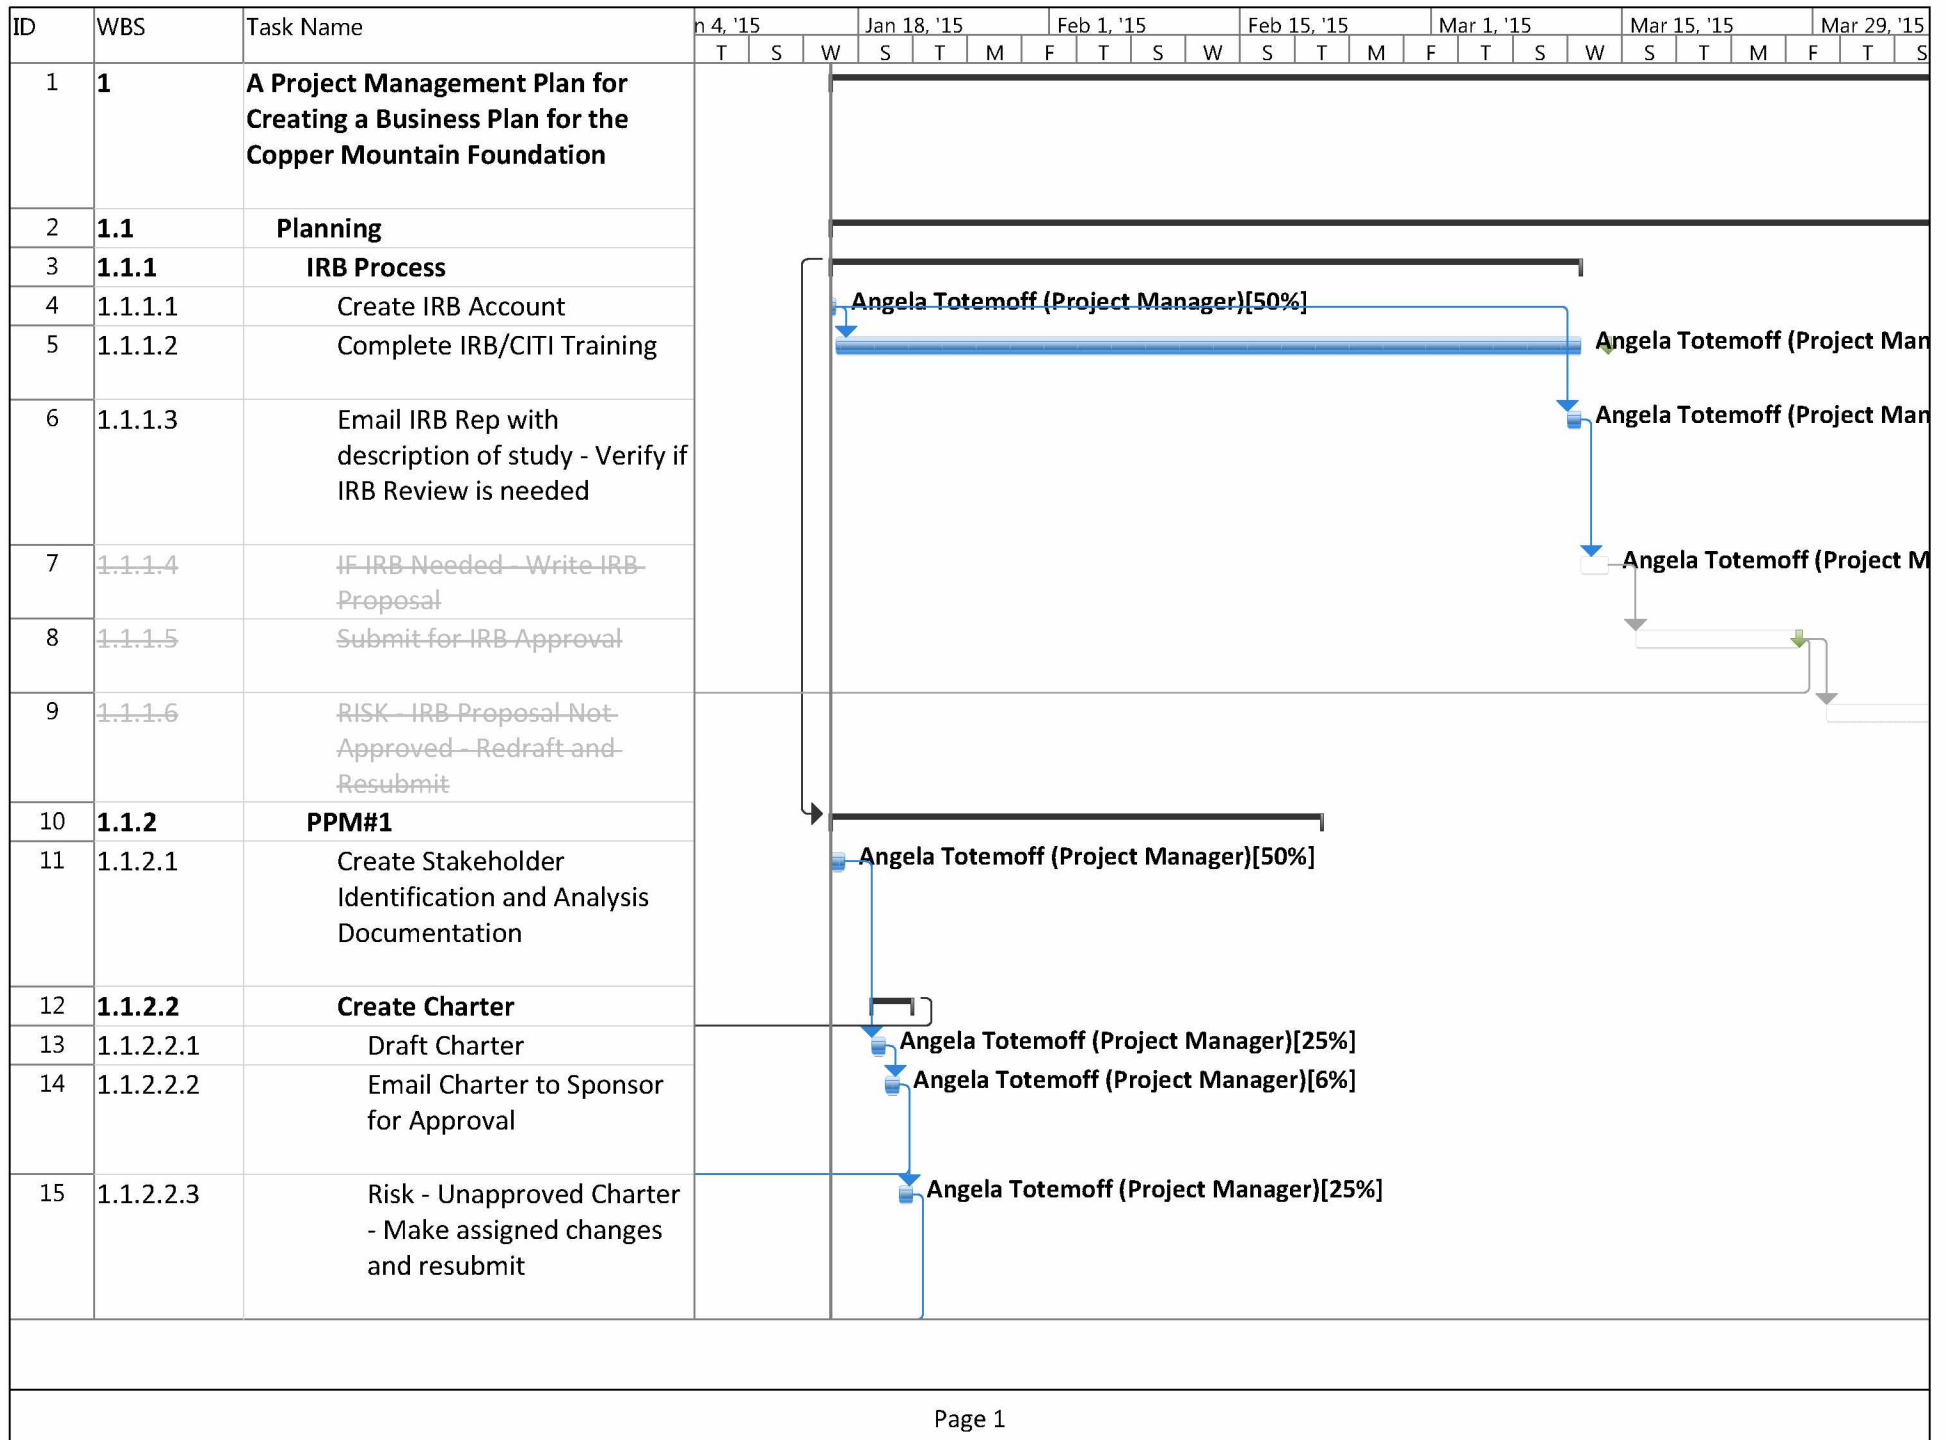 ID WBS Task Name n 4, '15 Jan 18, '15 Feb 1, '15 Feb 15, '15 Mar 1, '15 Mar 15, '15 Mar 29, '15
T S W S T M F T S W S T M F T S W S T M F T S
1 1 A Project Management Plan for
Creating a Business Plan for the
Copper Mountain Foundation
2 1.1 Planning
3 1.1.1 IRB Process
4 1.1.1.1 Create IRB Account Angela Totemoff (Project Manager)[50%]
5 1.1.1.2 Complete IRB/CITI Training Angela Totemoff (Project Man
6 1.1.1.3 Email IRB Rep with Angela Totemoff (Project Man
description of study - Verify if
IRB Review is needed
7 1.1.1.4 IF IRB Needed - Write IRB Angela Totemoff (Project M
Proposal
8 1.1.1.5 Submit for IRB Approval
9 1.1.1.6 RISK - IRB Proposal Not
Approved - Redraft and
Resubmit
10 1.1.2 PPM#1
11 1.1.2.1 Create Stakeholder Angela Totemoff (Project Manager)[50%]
Identification and Analysis
Documentation
12 1.1.2.2 Create Charter
13 1.1.2.2.1 Draft Charter Angela Totemoff (Project Manager)[25%]
14 1.1.2.2.2 Email Charter to Sponsor Angela Totemoff (Project Manager)[6%]
for Approval
15 1.1.2.2.3 Risk - Unapproved Charter Angela Totemoff (Project Manager)[25%]
- Make assigned changes
and resubmit
Page 1